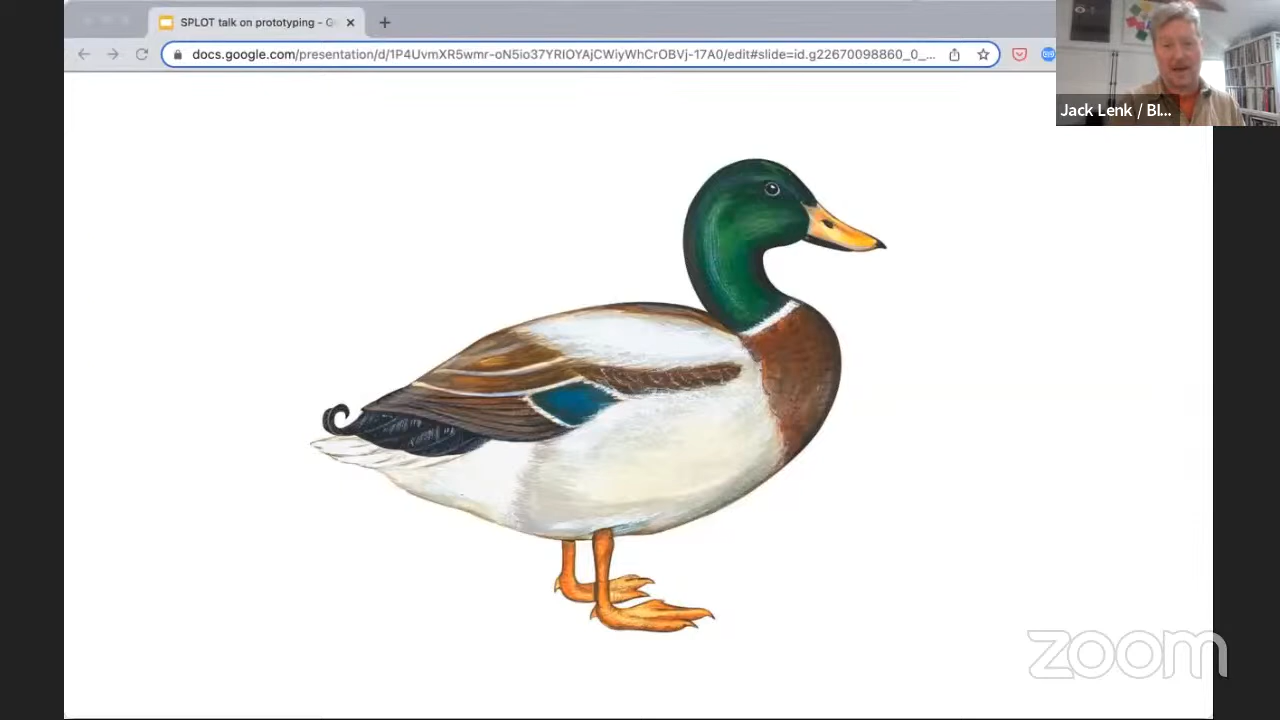 SPLOT talk on prototyping - G
docs.google.com/presentation/d/1P4UvmXR5wmr-oN5io37YRIOYAjCWiyWhCrOBVj-17A0/edit#slide=id.g22670098860_0_...
Jack Lenk / Bl...
zoom